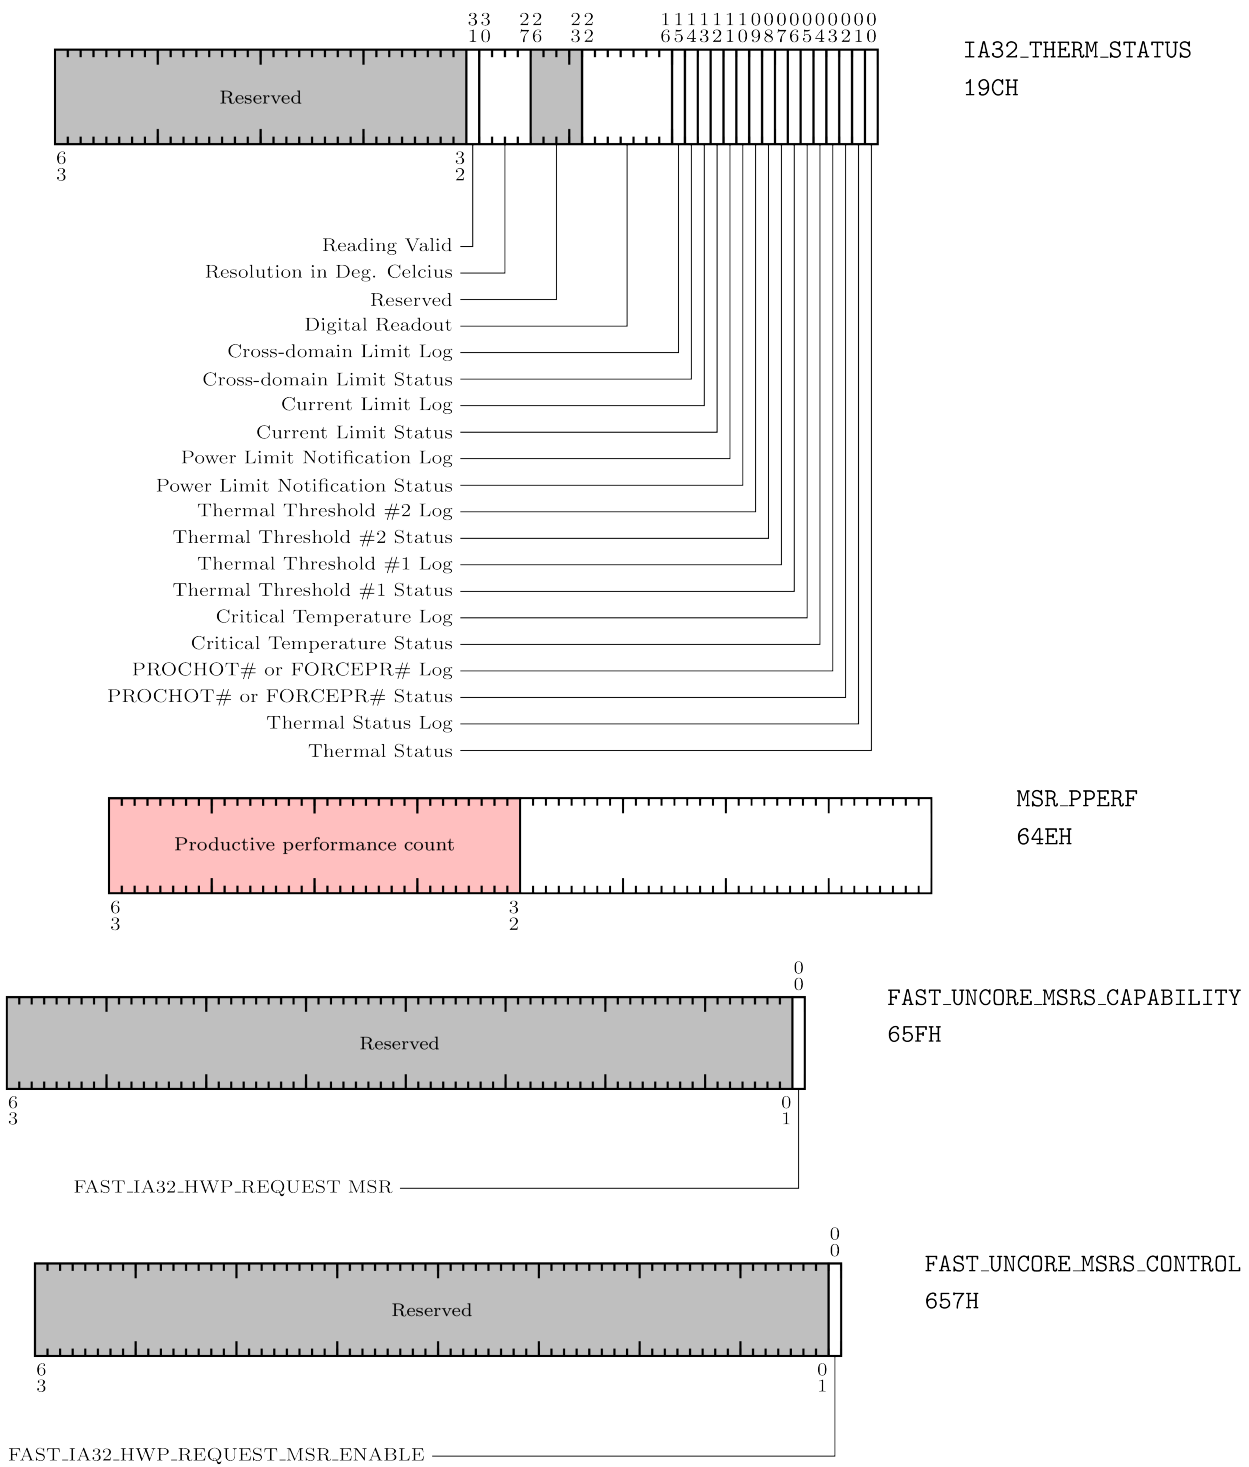 33 22 22 11111110000000000
10 76 32 65432109876543210
IA32_THERM_STATUS
19CH
Reserved
6 3
3 2
Reading Valid
Resolution in Deg. Celcius
Reserved
Digital Readout
Cross-domain Limit Log
Cross-domain Limit Status
Current Limit Log
Current Limit Status
Power Limit Notification Log
Power Limit Notification Status
Thermal Threshold #2 Log
Thermal Threshold #2 Status
Thermal Threshold #1 Log
Thermal Threshold #1 Status
Critical Temperature Log
Critical Temperature Status
PROCHOT# or FORCEPR# Log
PROCHOT# or FORCEPR# Status
Thermal Status Log
Thermal Status
MSR_PPERF
64EH
Productive performance count
6 3
3 2
0
0
FAST_UNCORE_MSRS_CAPABILITY
65FH
Reserved
6 0
3 1
FAST_IA32_HWP_REQUEST MSR
0
0
FAST_UNCORE_MSRS_CONTROL
657H
Reserved
6 0
3 1
FAST_IA32_HWP_REQUEST_MSR_ENABLE